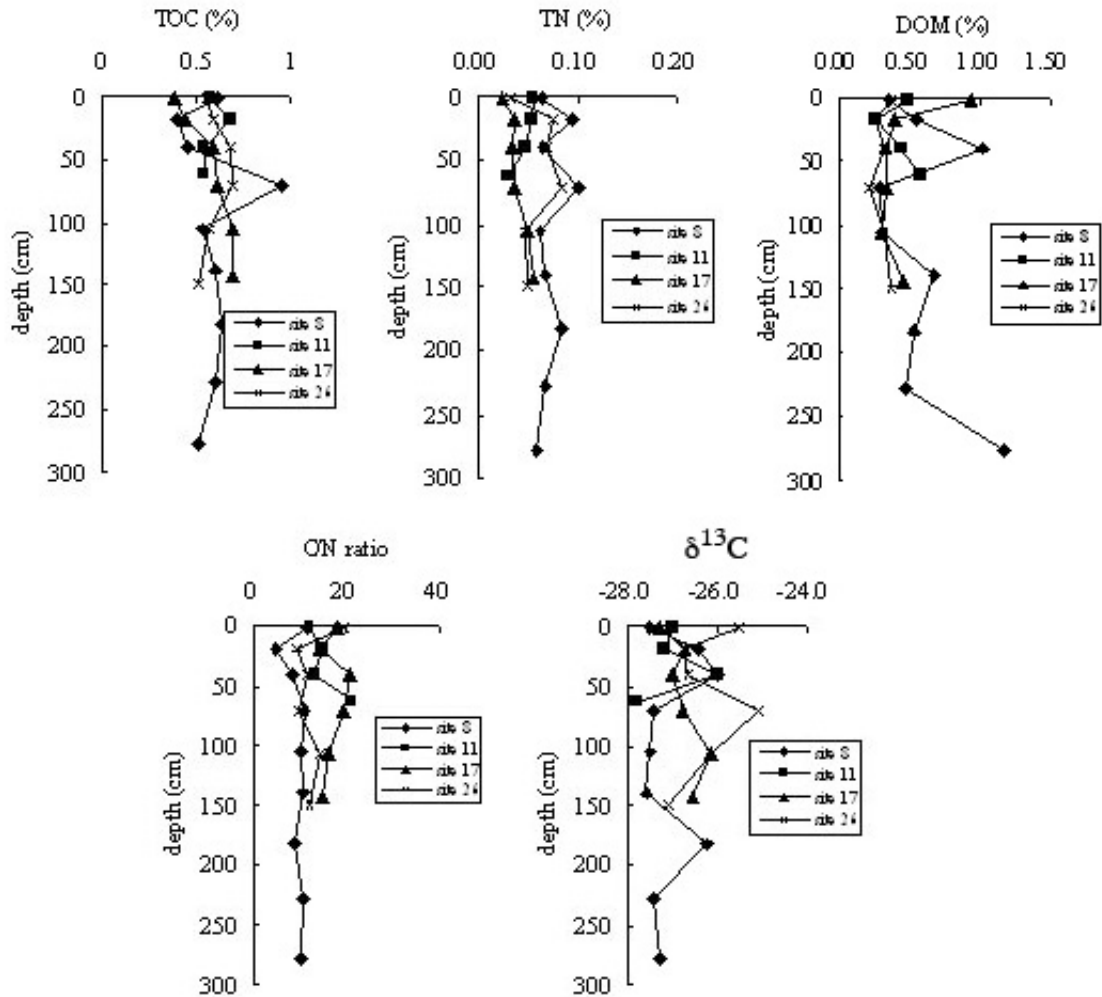 TOC (%)
0 0.5 1
0
50
100
150
200
250
300
depth (cm)
site 8
site 11
site 17
site 26
TN (%)
0.00 0.10 0.20
0
50
100
150
200
250
300
depth (cm)
site 8
site 11
site 17
site 26
DOM (%)
0.00 0.50 1.00 1.50
0
50
100
150
200
250
300
depth (cm)
site 8
site 11
site 17
site 26
C/N ratio
0 20 40
0
50
100
150
200
250
300
depth (cm)
site 8
site 11
site 17
site 26
δ¹³C
-28.0 -26.0 -24.0
0
50
100
150
200
250
300
depth (cm)
site 8
site 11
site 17
site 26